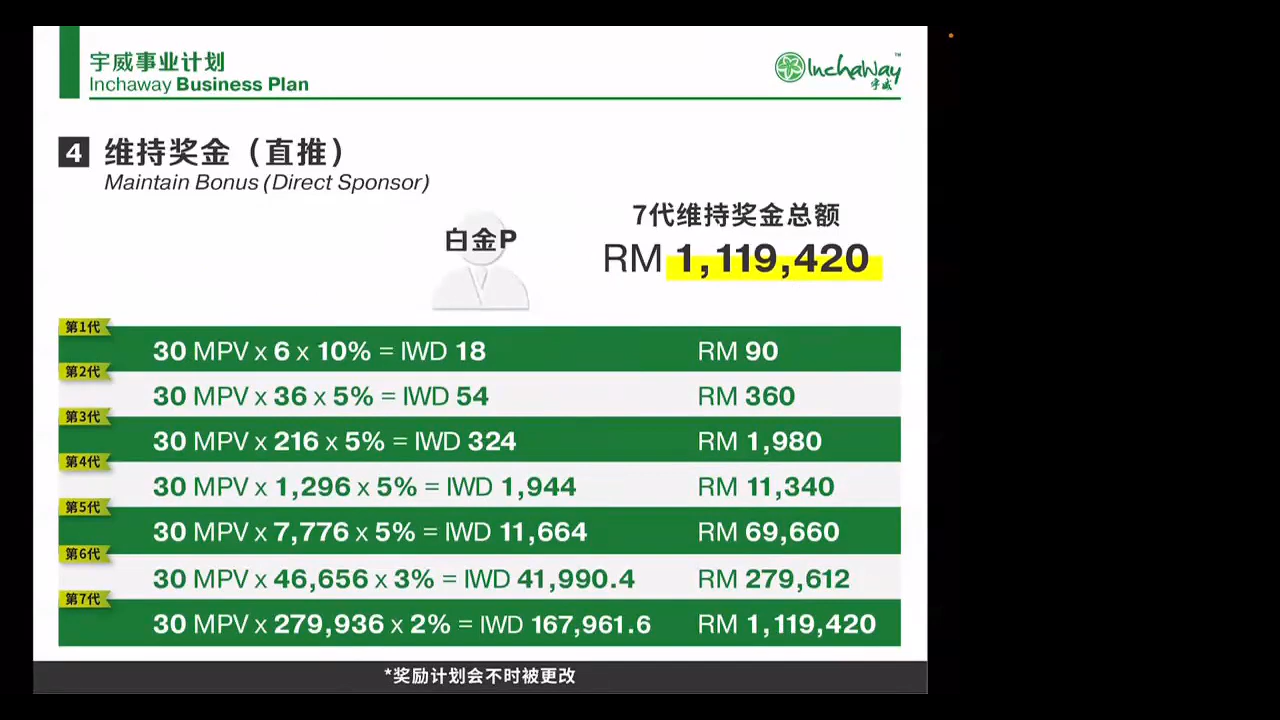 宇威事业计划
Inchaway Business Plan
Inchaway™
宇威
4 维持奖金（直推）
Maintain Bonus (Direct Sponsor)
白金P
7代维持奖金总额
RM 1,119,420
第1代
30 MPV x 6 x 10% = IWD 18 RM 90
第2代
30 MPV x 36 x 5% = IWD 54 RM 360
第3代
30 MPV x 216 x 5% = IWD 324 RM 1,980
第4代
30 MPV x 1,296 x 5% = IWD 1,944 RM 11,340
第5代
30 MPV x 7,776 x 5% = IWD 11,664 RM 69,660
第6代
30 MPV x 46,656 x 3% = IWD 41,990.4 RM 279,612
第7代
30 MPV x 279,936 x 2% = IWD 167,961.6 RM 1,119,420
*奖励计划会不时被更改